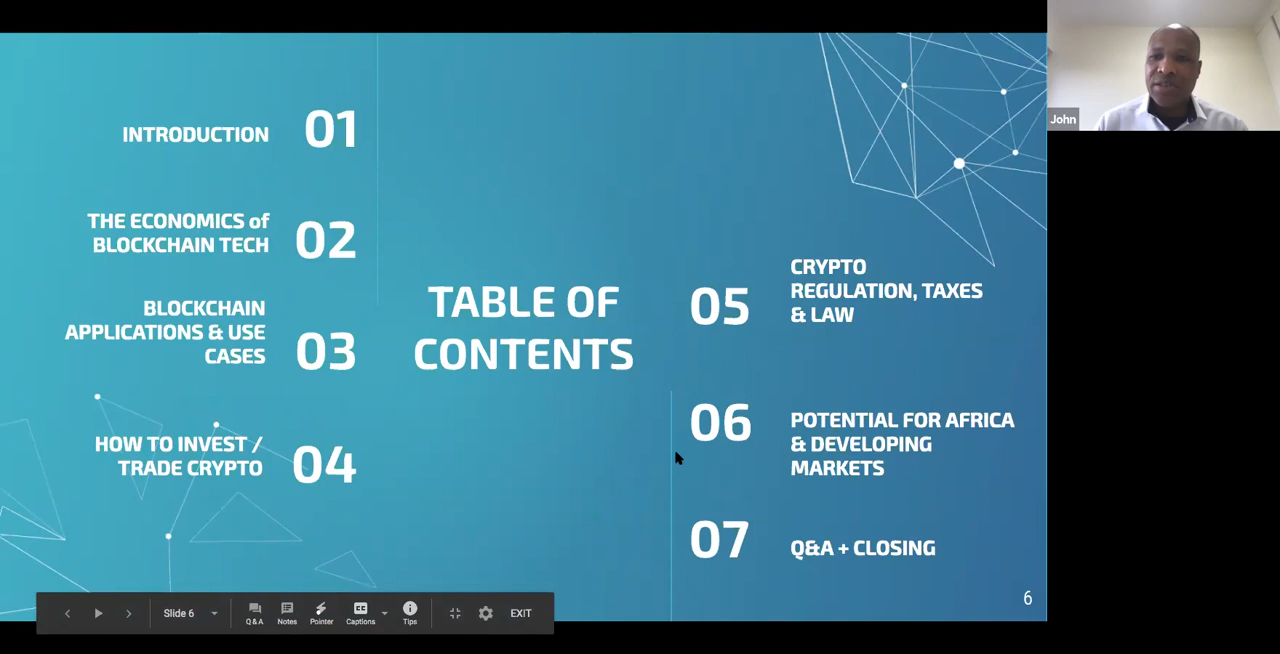 INTRODUCTION 01
THE ECONOMICS of
BLOCKCHAIN TECH
02
BLOCKCHAIN
APPLICATIONS & USE
CASES
03
HOW TO INVEST /
TRADE CRYPTO
04
TABLE OF
CONTENTS
05
CRYPTO
REGULATION, TAXES
& LAW
06
POTENTIAL FOR AFRICA
& DEVELOPING
MARKETS
07
Q&A + CLOSING
6
Slide 6
Q & A
Notes
Pointer
CC
Captions
Tips
EXIT
John